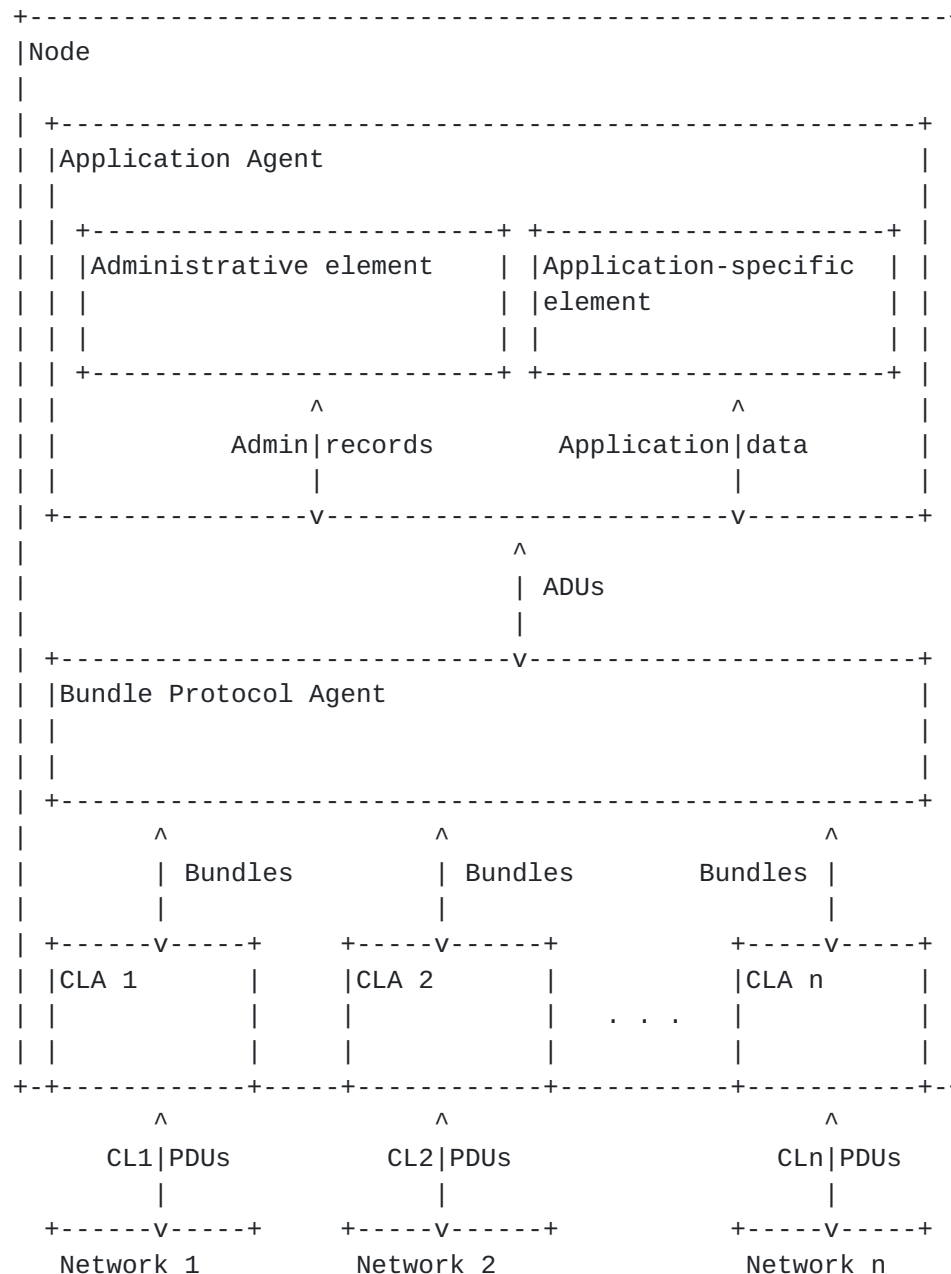 Node
Application Agent
Administrative element Application-specific
element
Admin records Application data
ADUs
Bundle Protocol Agent
Bundles Bundles Bundles
CLA 1 CLA 2 CLA n
. . .
CL1 PDUs CL2 PDUs CLn PDUs
Network 1 Network 2 Network n